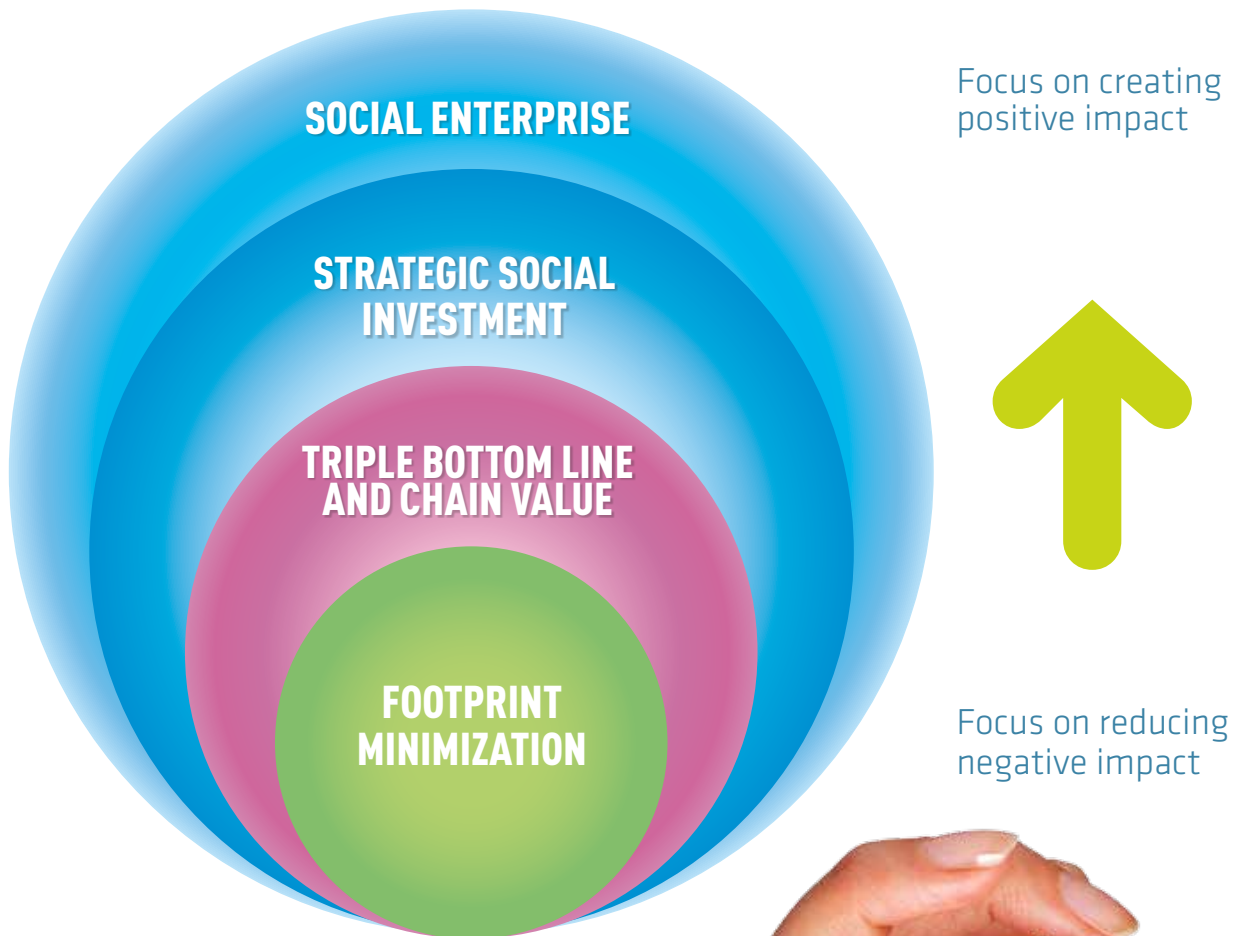 SOCIAL ENTERPRISE
Focus on creating
positive impact
STRATEGIC SOCIAL
INVESTMENT
TRIPLE BOTTOM LINE
AND CHAIN VALUE
FOOTPRINT
MINIMIZATION
Focus on reducing
negative impact